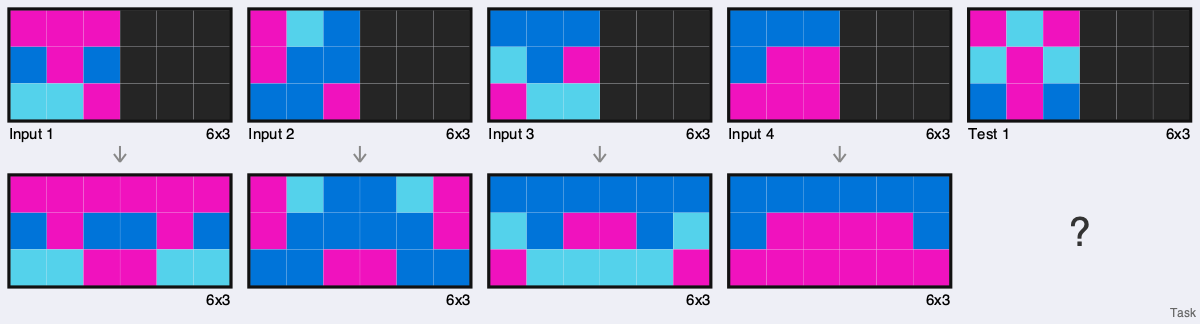 Input 1 6x3
Input 2 6x3
Input 3 6x3
Input 4 6x3
Test 1 6x3
?
6x3
6x3
6x3
6x3
Task